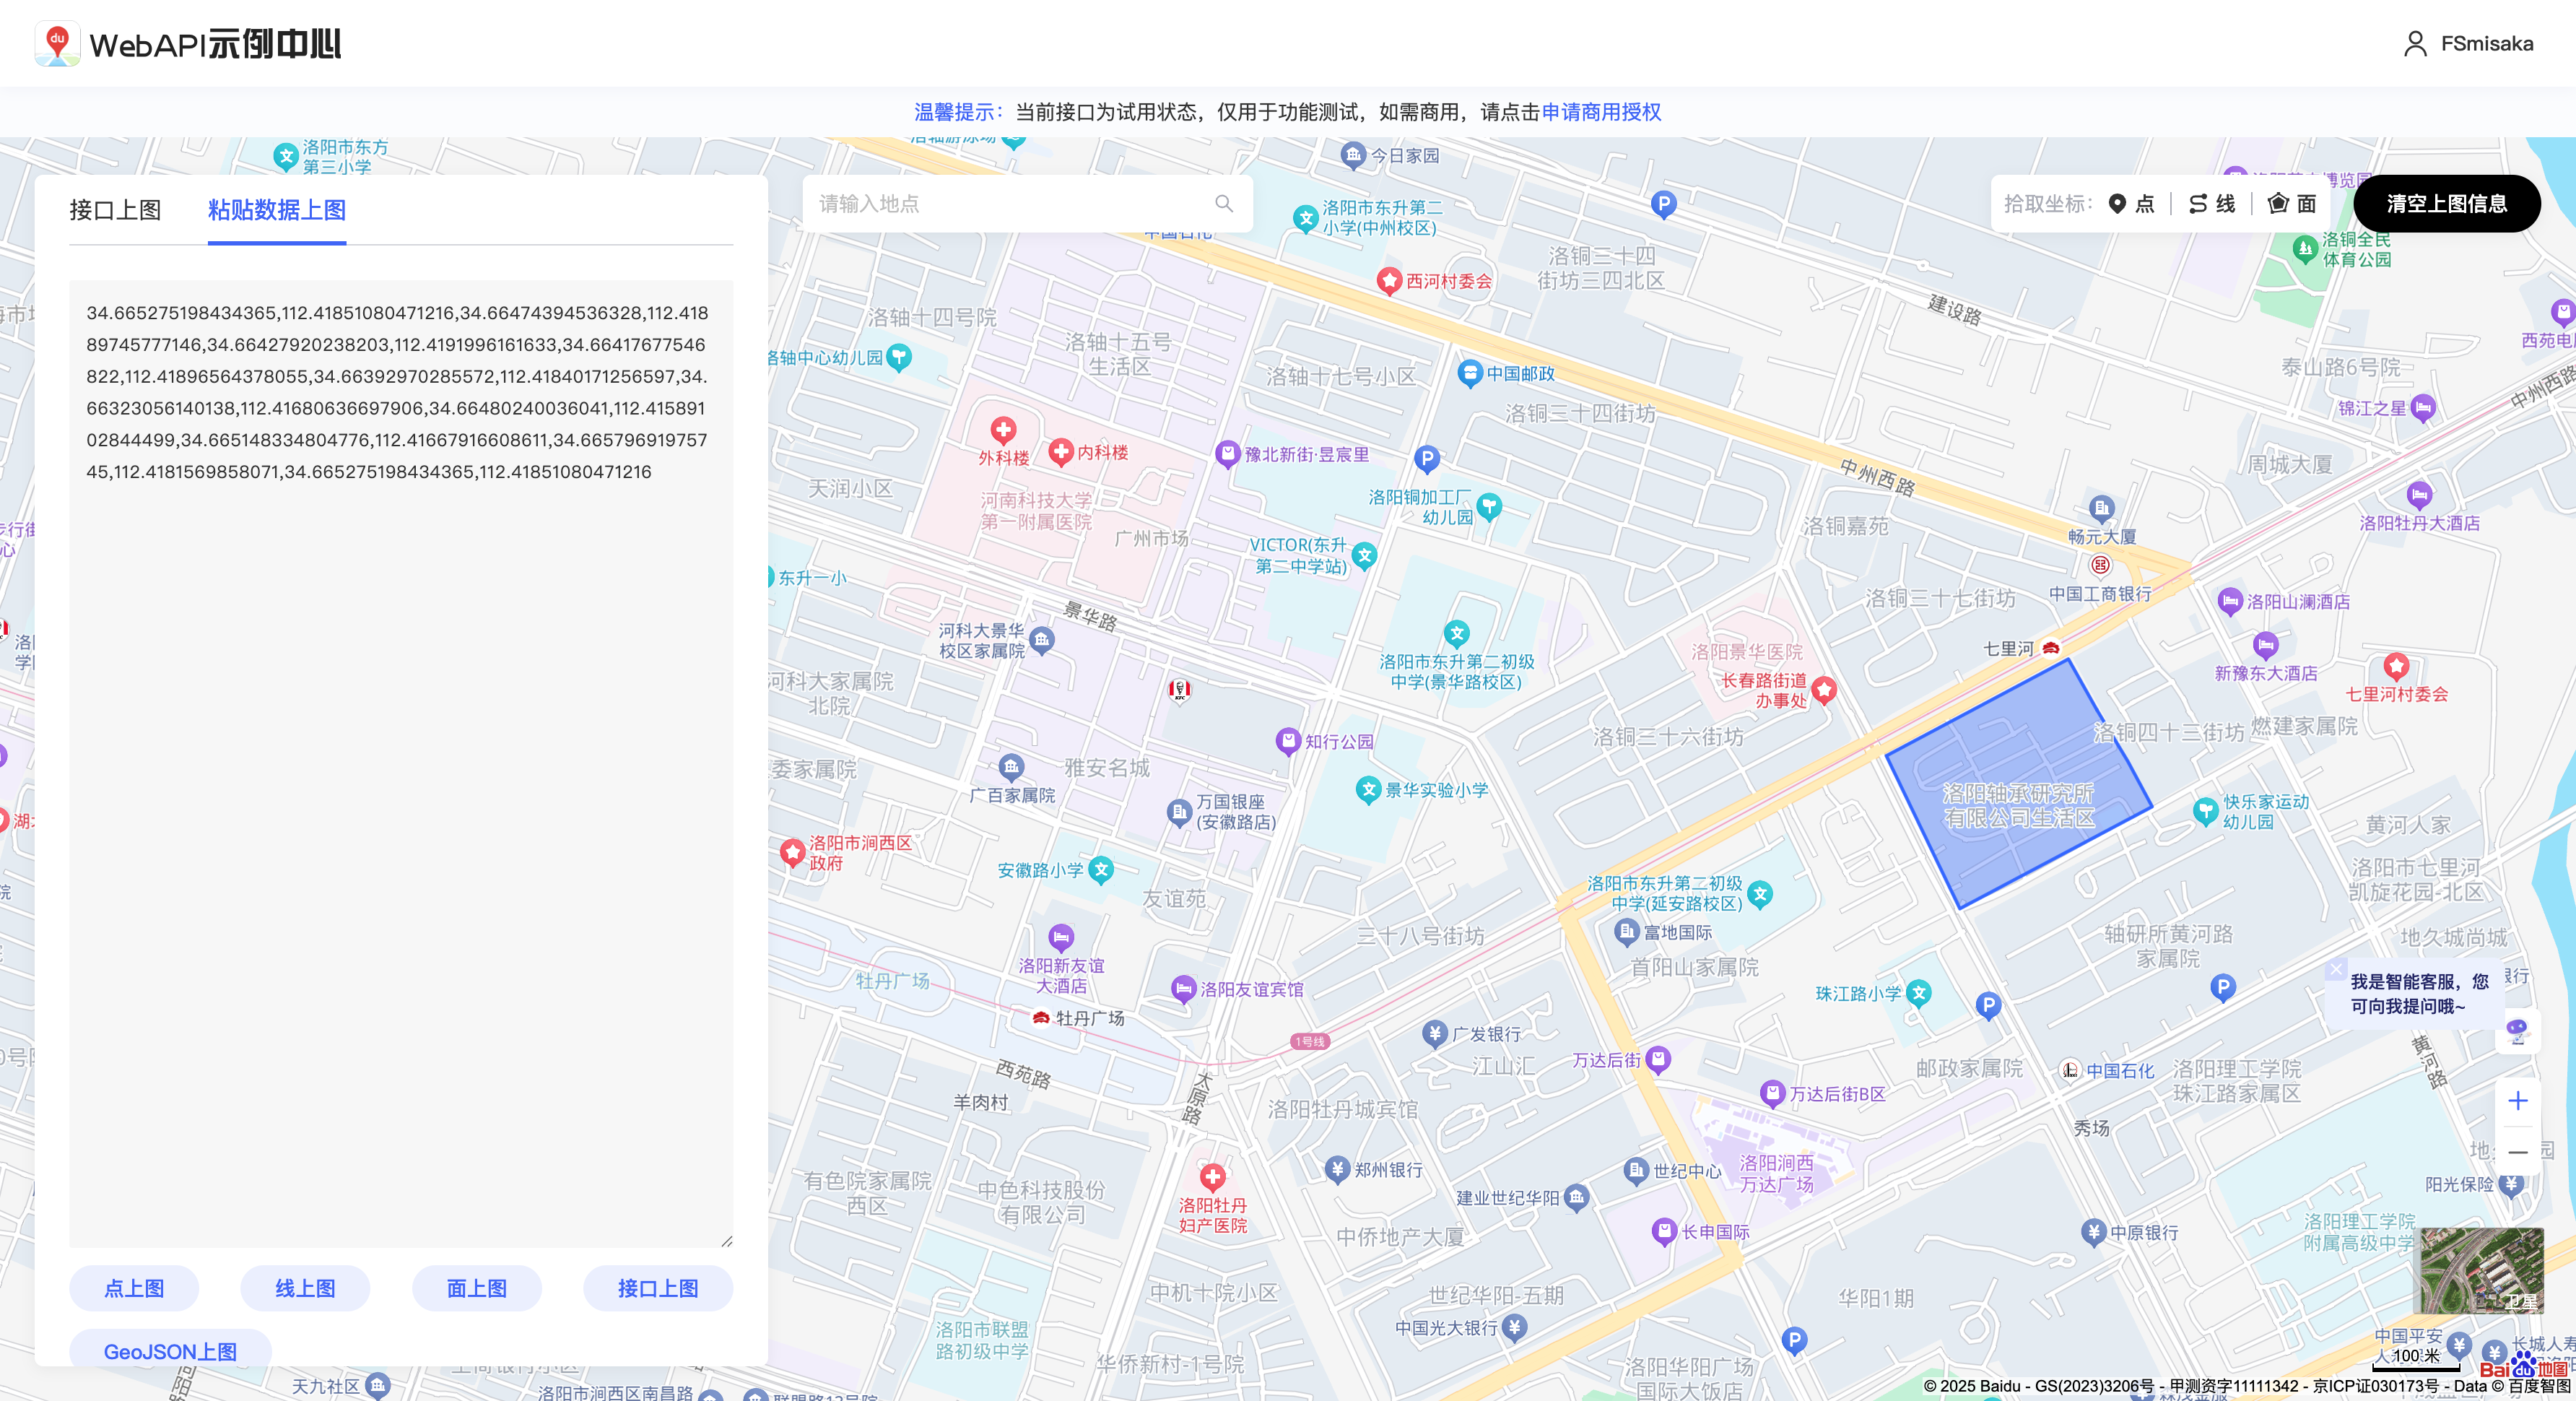 du WebAPI示例中心
FSmisaka
温馨提示：当前接口为试用状态，仅用于功能测试，如需商用，请点击申请商用授权
接口上图
粘贴数据上图
34.665275198434365,112.41851080471216,34.66474394536328,112.418
89745777146,34.66427920238203,112.4191996161633,34.66417677546
822,112.41896564378055,34.66392970285572,112.41840171256597,34.
66323056140138,112.41680636697906,34.66480240036041,112.415891
02844499,34.665148334804776,112.41667916608611,34.665796919757
45,112.4181569858071,34.665275198434365,112.41851080471216
点上图
线上图
面上图
接口上图
GeoJSON上图
请输入地点
拾取坐标：
点
线
面
清空上图信息
洛阳市东方
第三小学
今日家园
洛阳市东升第二
小学(中州校区)
中国石化
P
西河村委会
洛铜三十四
街坊三四北区
建设路
洛铜全民
体育公园
泰山路6号院
中州西路
锦江之星
周城大厦
洛阳牡丹大酒店
洛轴十四号院
洛轴中心幼儿园
洛轴十五号
生活区
洛轴十七号小区
中国邮政
洛铜三十四街坊
外科楼
内科楼
河南科技大学
第一附属医院
天润小区
广州市场
豫北新街·昱宸里
P
洛阳铜加工厂
幼儿园
VICTOR(东升
第二中学站)
中州西路
洛铜嘉苑
畅元大厦
中国工商银行
洛铜三十七街坊
洛阳山澜酒店
东升一小
景华路
河科大景华
校区家属院
洛阳市东升第二初级
中学(景华路校区)
洛阳景华医院
长春路街道
办事处
七里河
新豫东大酒店
七里河村委会
河科大家属院
北院
KFC
知行公园
洛铜三十六街坊
洛铜四十三街坊
燃建家属院
委家属院
雅安名城
广百家属院
万国银座
(安徽路店)
景华实验小学
洛阳轴承研究所
有限公司生活区
快乐家运动
幼儿园
黄河人家
洛阳市涧西区
政府
安徽路小学
友谊苑
洛阳市东升第二初级
中学(延安路校区)
洛阳市七里河
凯旋花园-北区
富地国际
三十八号街坊
首阳山家属院
轴研所黄河路
家属院
地久城尚城
牡丹广场
洛阳新友谊
大酒店
洛阳友谊宾馆
珠江路小学
P
P
我是智能客服，您
可向我提问哦~
牡丹广场
1号线
广发银行
江山汇
万达后街
万达后街B区
邮政家属院
中国石化
洛阳理工学院
珠江路家属区
黄河路
西苑路
太原路
羊肉村
洛阳牡丹城宾馆
秀场
有色院家属院
西区
中色科技股份
有限公司
洛阳牡丹
妇产医院
郑州银行
世纪中心
洛阳涧西
万达广场
建业世纪华阳
阳光保险
中侨地产大厦
长申国际
中原银行
洛阳理工学院
附属高级中学
卫星
中机十院小区
世纪华阳-五期
华阳1期
洛阳市联盟
路初级中学
中国光大银行
P
中国平安
长城人寿
100 米
Bai du 地图
华侨新村-1号院
洛阳华阳广场
国际大饭店
天九社区
洛阳市涧西区南昌路
© 2025 Baidu - GS(2023)3206号 - 甲测资字11111342 - 京ICP证030173号 - Data © 百度智图